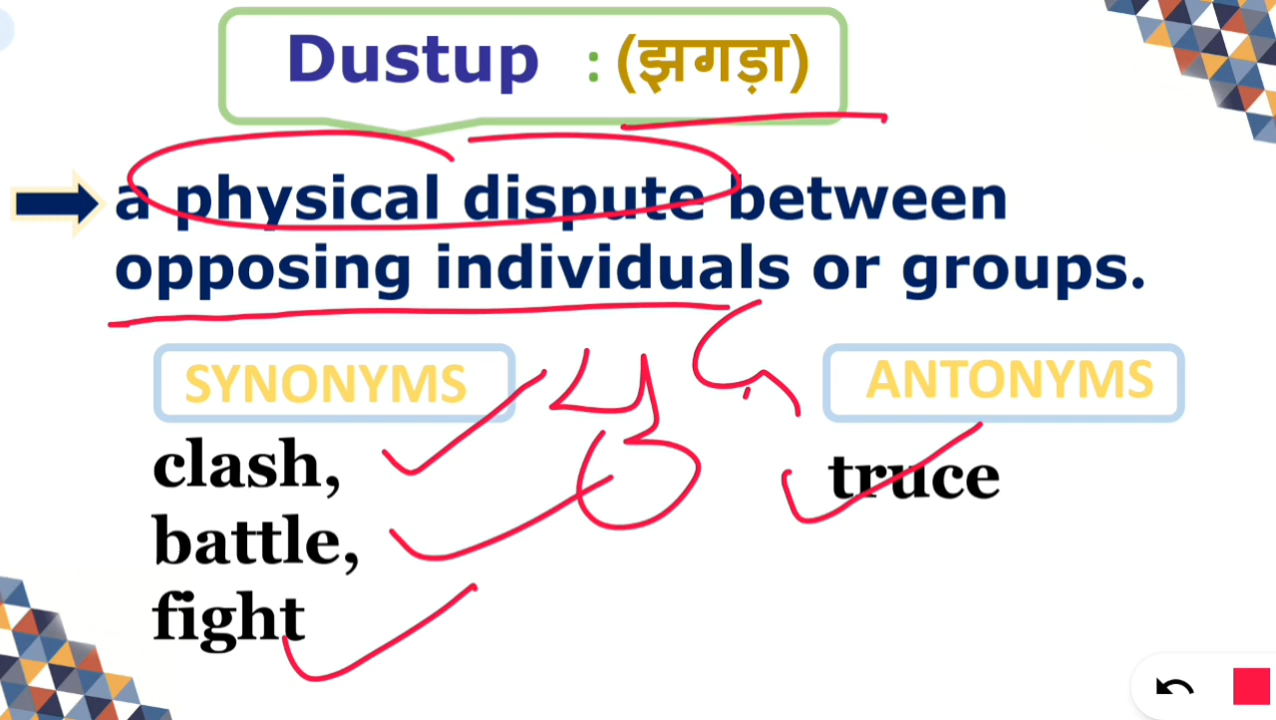 Dustup : (झगड़ा)
a physical dispute between
opposing individuals or groups.
SYNONYMS
clash,
battle,
fight
ANTONYMS
truce